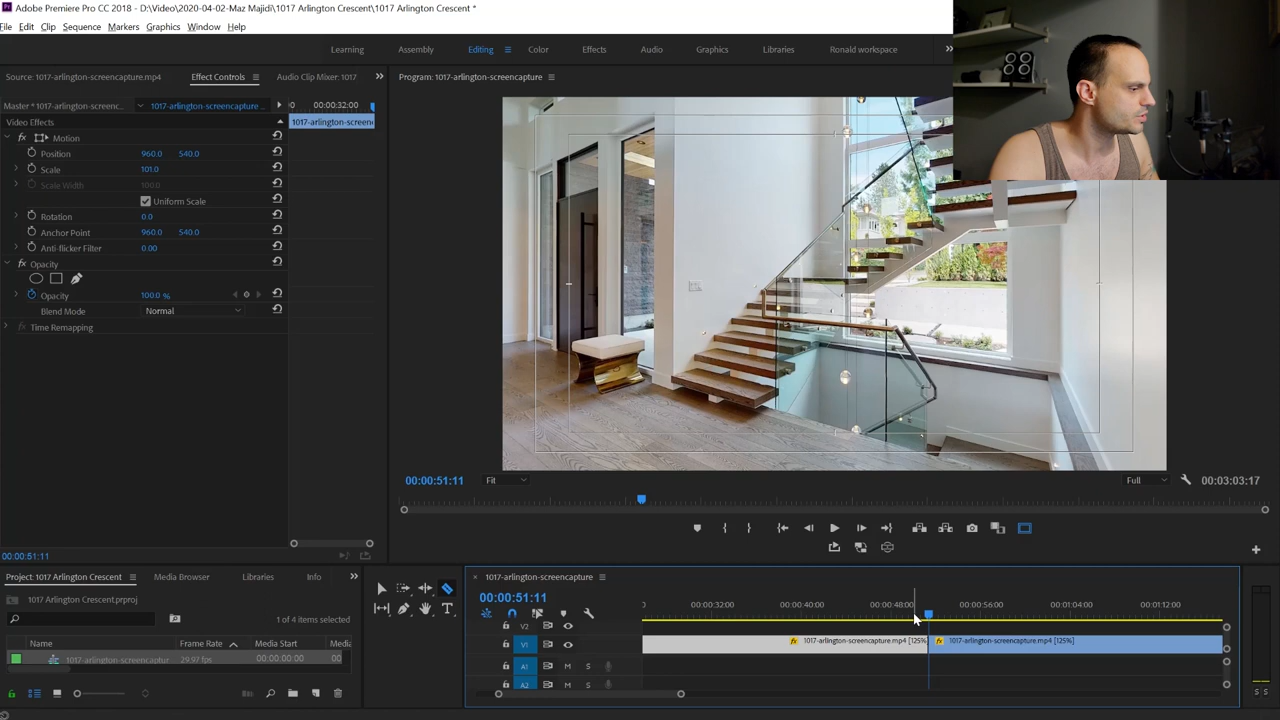 Adobe Premiere Pro CC 2018 - D:\Video\2020-04-02-Maz Majidi\1017 Arlington Crescent\1017 Arlington Crescent *
File Edit Clip Sequence Markers Graphics Window Help
Learning Assembly Editing Color Effects Audio Graphics Libraries Ronald workspace
Source: 1017-arlington-screencapture.mp4 Effect Controls Audio Clip Mixer: 1017 Program: 1017-arlington-screencapture
Master * 1017-arlington-screenc... 1017-arlington-screencapture... 00:00:32:00
Video Effects 1017-arlington-screen
fx Motion
Position 960.0 540.0
Scale 101.0
Scale Width 100.0
Uniform Scale
Rotation 0.0
Anchor Point 960.0 540.0
Anti-flicker Filter 0.00
fx Opacity
Opacity 100.0 %
Blend Mode Normal
fx Time Remapping
00:00:51:11 Fit Full 00:03:03:17
00:00:51:11
Project: 1017 Arlington Crescent Media Browser Libraries Info
1017 Arlington Crescent.prproj
1 of 4 items selected
Name Frame Rate Media Start Media
1017-arlington-screencaptur 29.97 fps 00:00:00:00 00
1017-arlington-screencapture
00:00:51:11
0 00:00:32:00 00:00:40:00 00:00:48:00 00:00:56:00 00:01:04:00 00:01:12:00
V2
V1 fx 1017-arlington-screencapture.mp4 [125%] fx 1017-arlington-screencapture.mp4 [125%]
A1 M S
A2 M S
S S